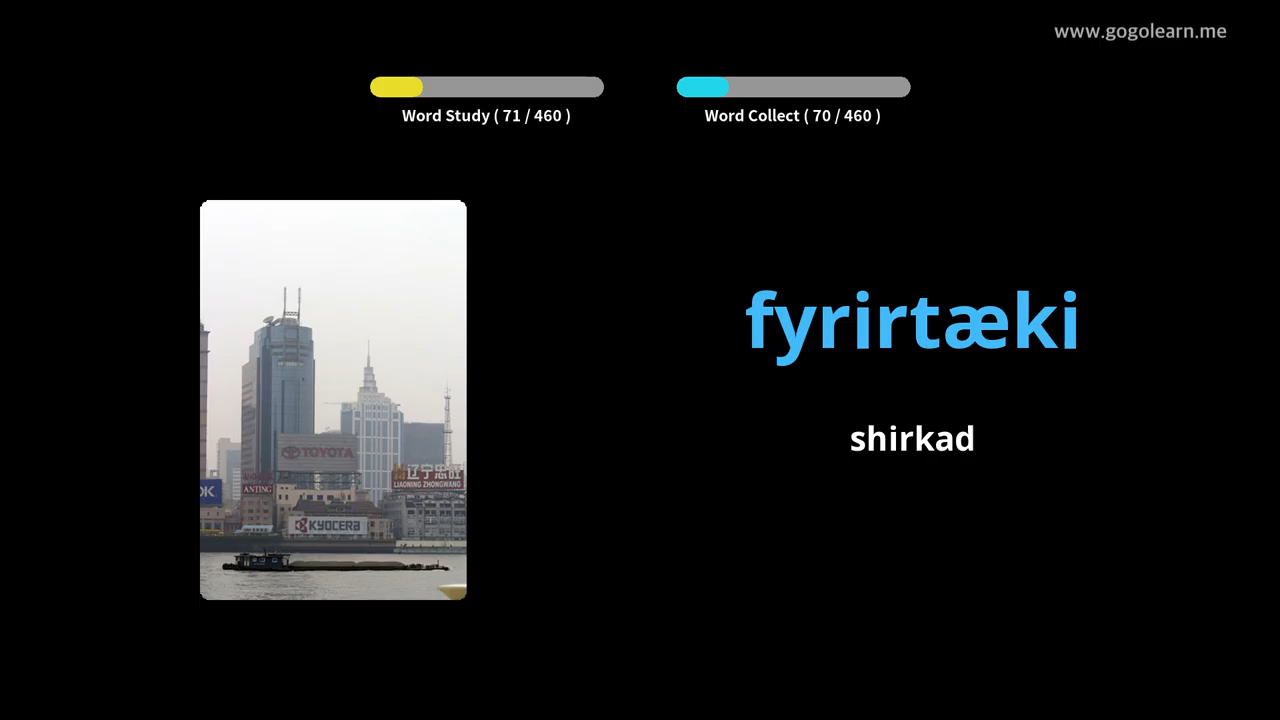 www.gogolearn.me
Word Study ( 71 / 460 )
Word Collect ( 70 / 460 )
fyrirtæki
shirkad
TOYOTA
辽宁忠旺
LIAONING ZHONGWANG
OK
ANTING
KYOCERA